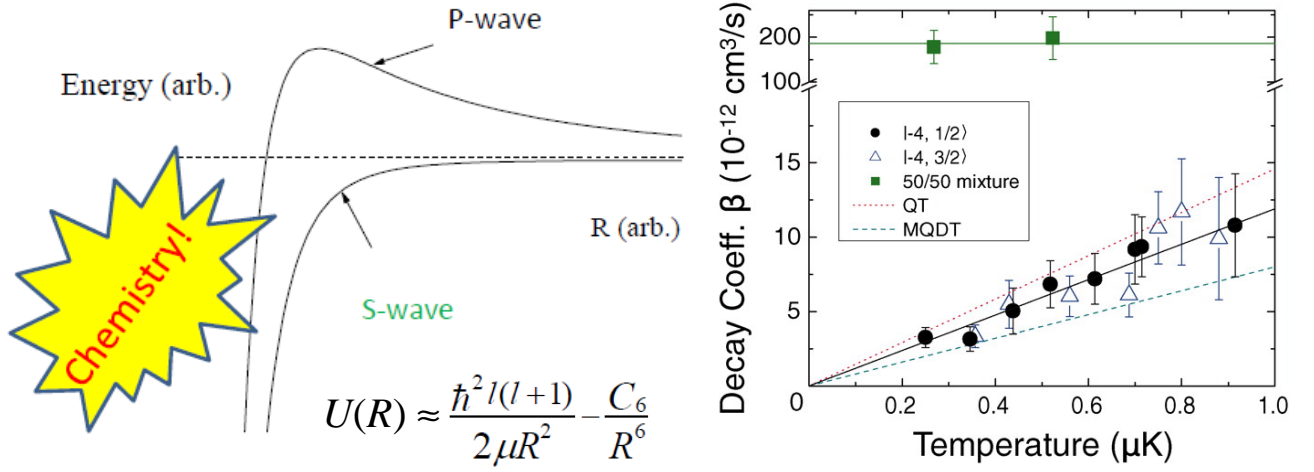 P-wave
Energy (arb.)
Chemistry!
R (arb.)
S-wave
U(R) ≈ ℏ² l(l+1) / 2μR² − C₆ / R⁶
Decay Coeff. β (10⁻¹² cm³/s)
200
100
15
10
5
0
|-4, 1/2⟩
|-4, 3/2⟩
50/50 mixture
QT
MQDT
0.2 0.4 0.6 0.8 1.0
Temperature (μK)